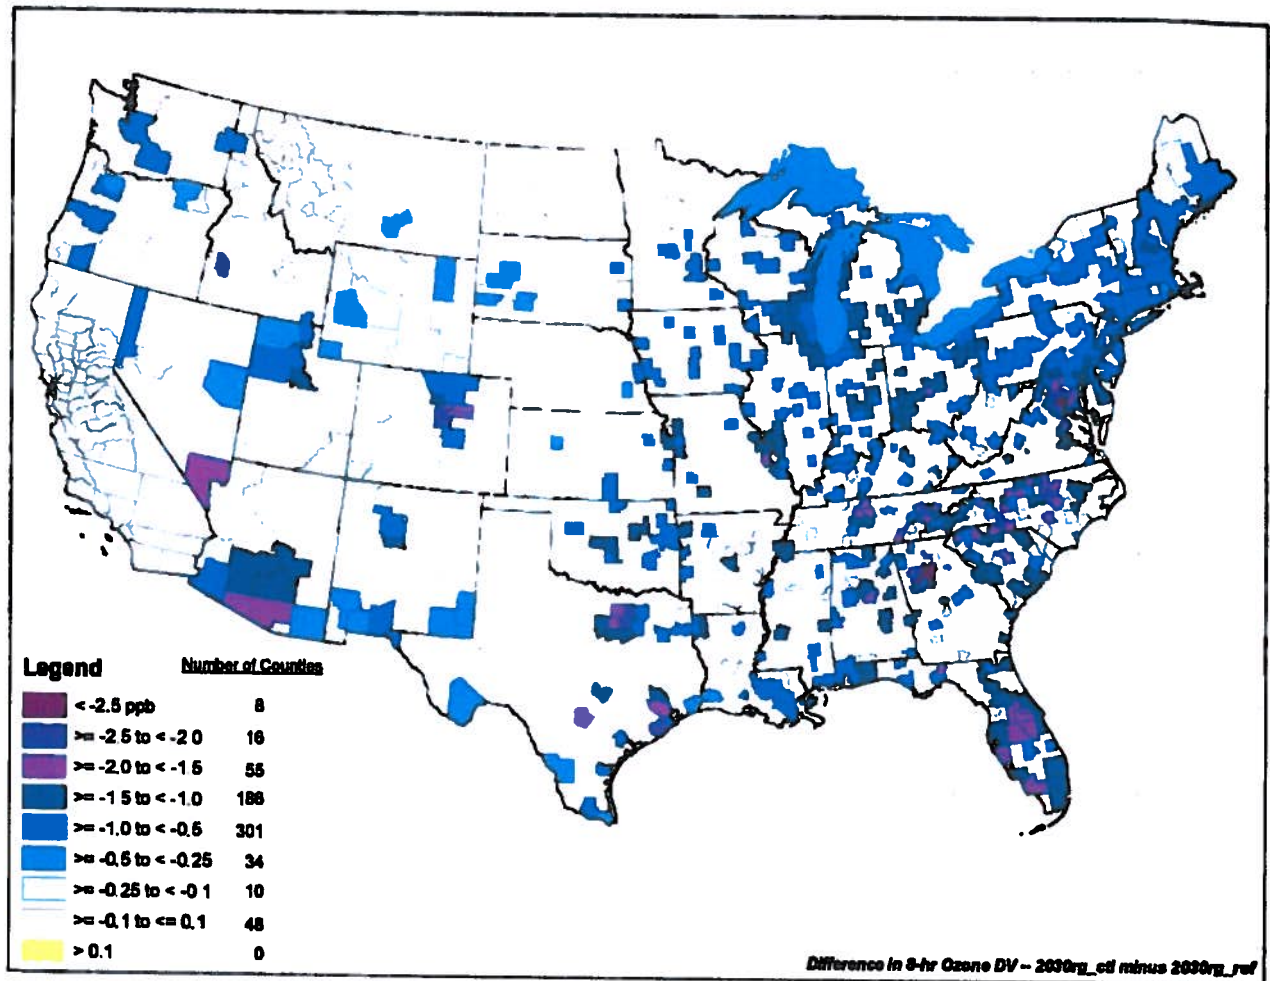 Legend Number of Counties
< -2.5 ppb 8
>= -2.5 to < -2.0 16
>= -2.0 to < -1.5 55
>= -1.5 to < -1.0 186
>= -1.0 to < -0.5 301
>= -0.5 to < -0.25 34
>= -0.25 to < -0.1 10
>= -0.1 to <= 0.1 48
> 0.1 0
Difference in 8-hr Ozone DV -- 2030rg_ctl minus 2030rg_ref